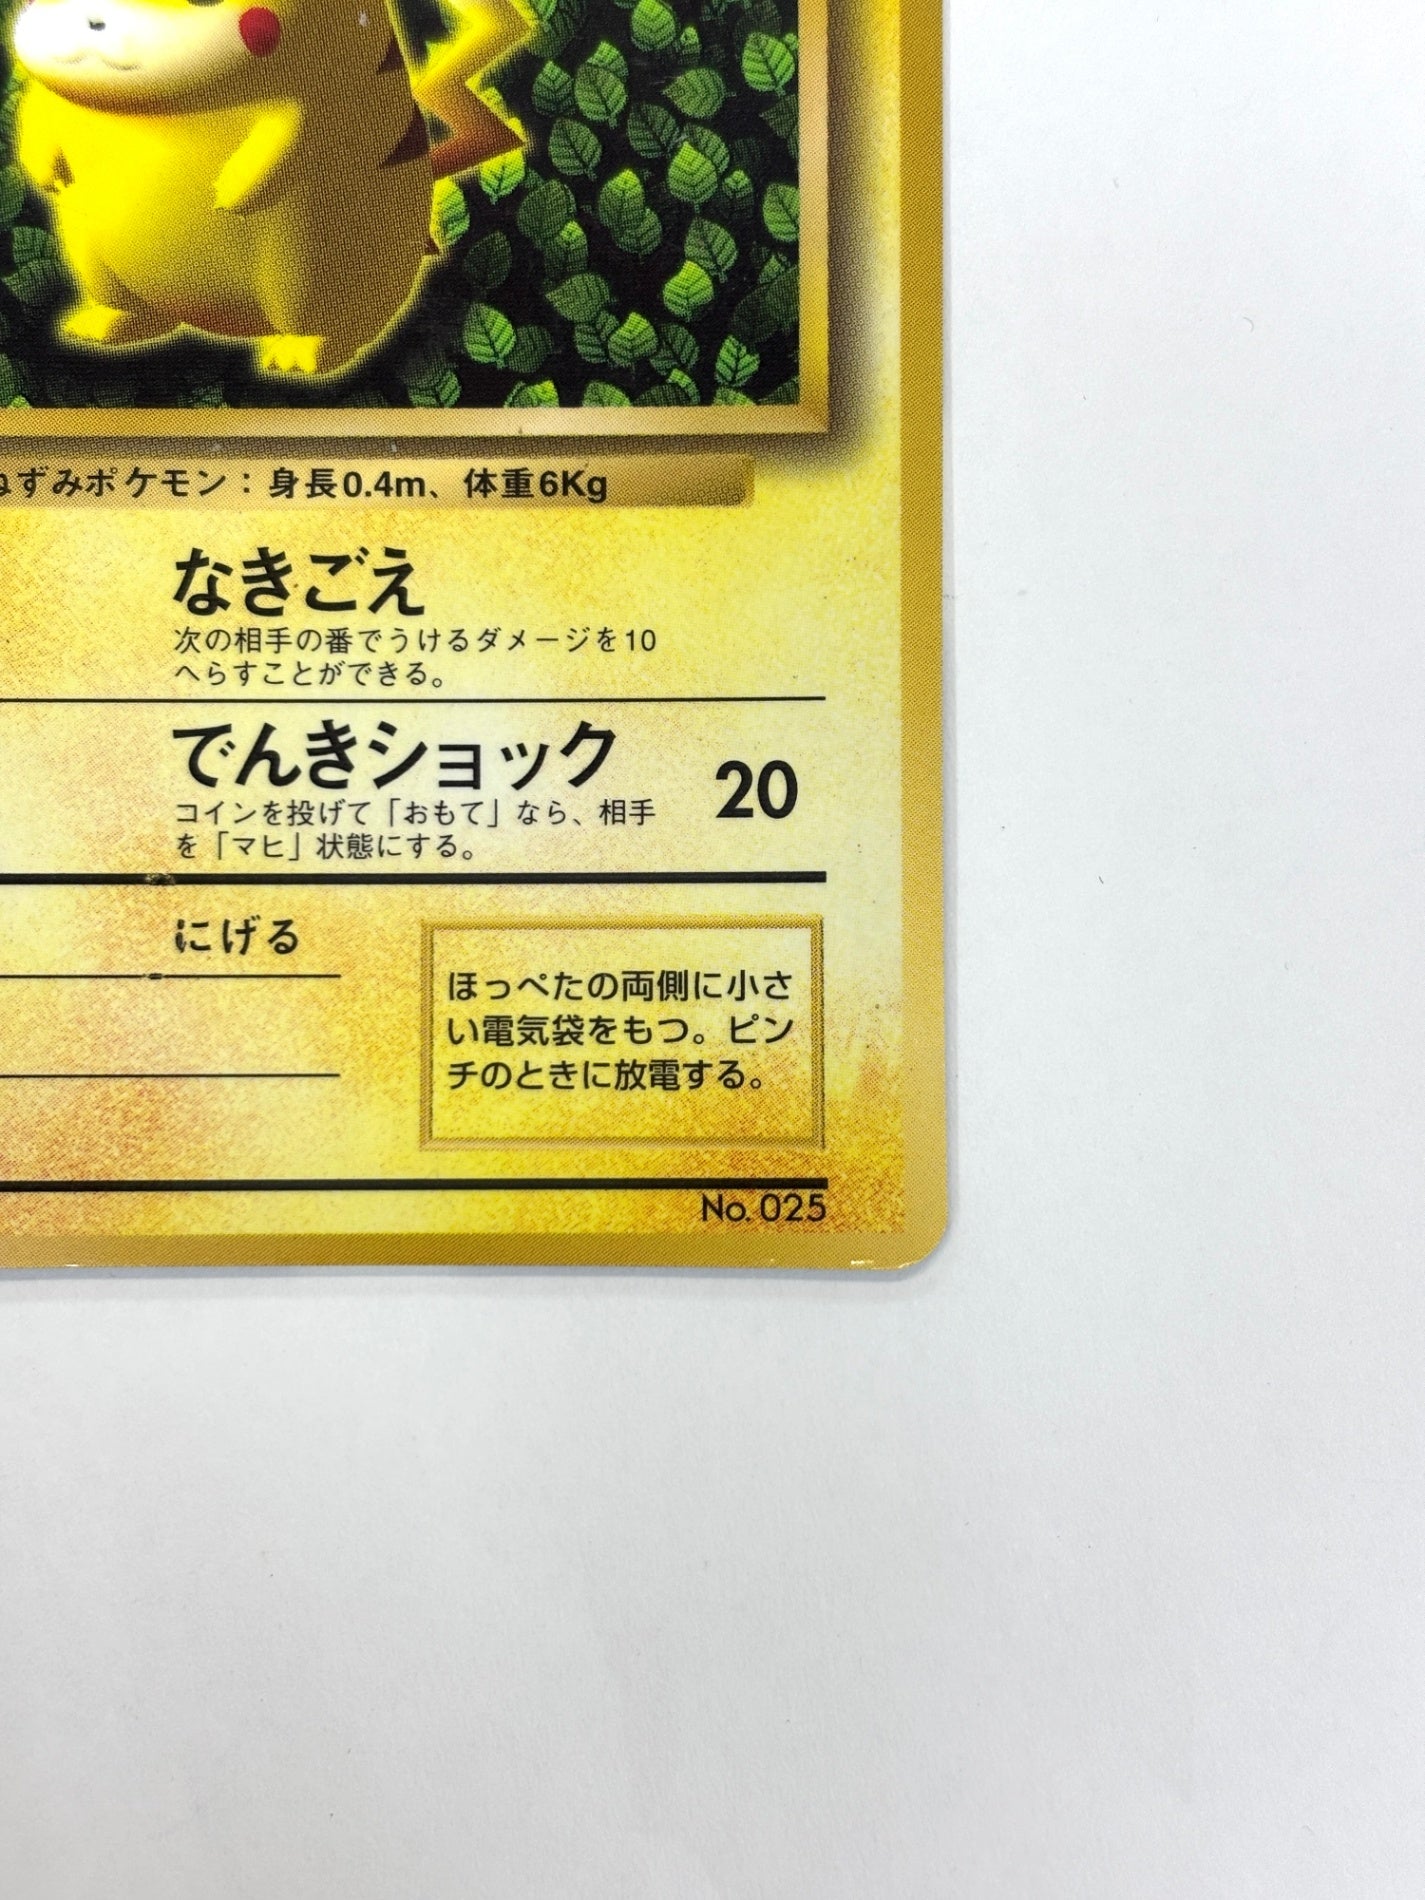 ねずみポケモン：身長0.4m、体重6Kg
なきごえ
次の相手の番でうけるダメージを10
へらすことができる。
でんきショック 20
コインを投げて「おもて」なら、相手
を「マヒ」状態にする。
にげる
ほっぺたの両側に小さ
い電気袋をもつ。ピン
チのときに放電する。
No. 025